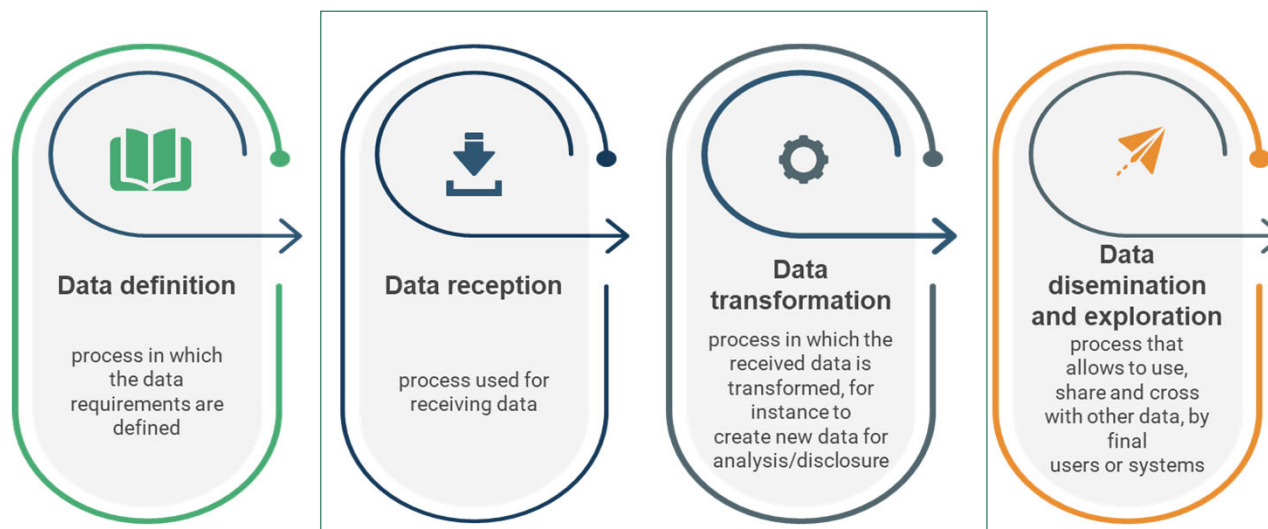 Data definition
process in which
the data
requirements are
defined
Data reception
process used for
receiving data
Data
transformation
process in which the
received data is
transformed, for
instance to
create new data for
analysis/disclosure
Data
disemination
and exploration
process that
allows to use,
share and cross
with other data, by
final
users or systems